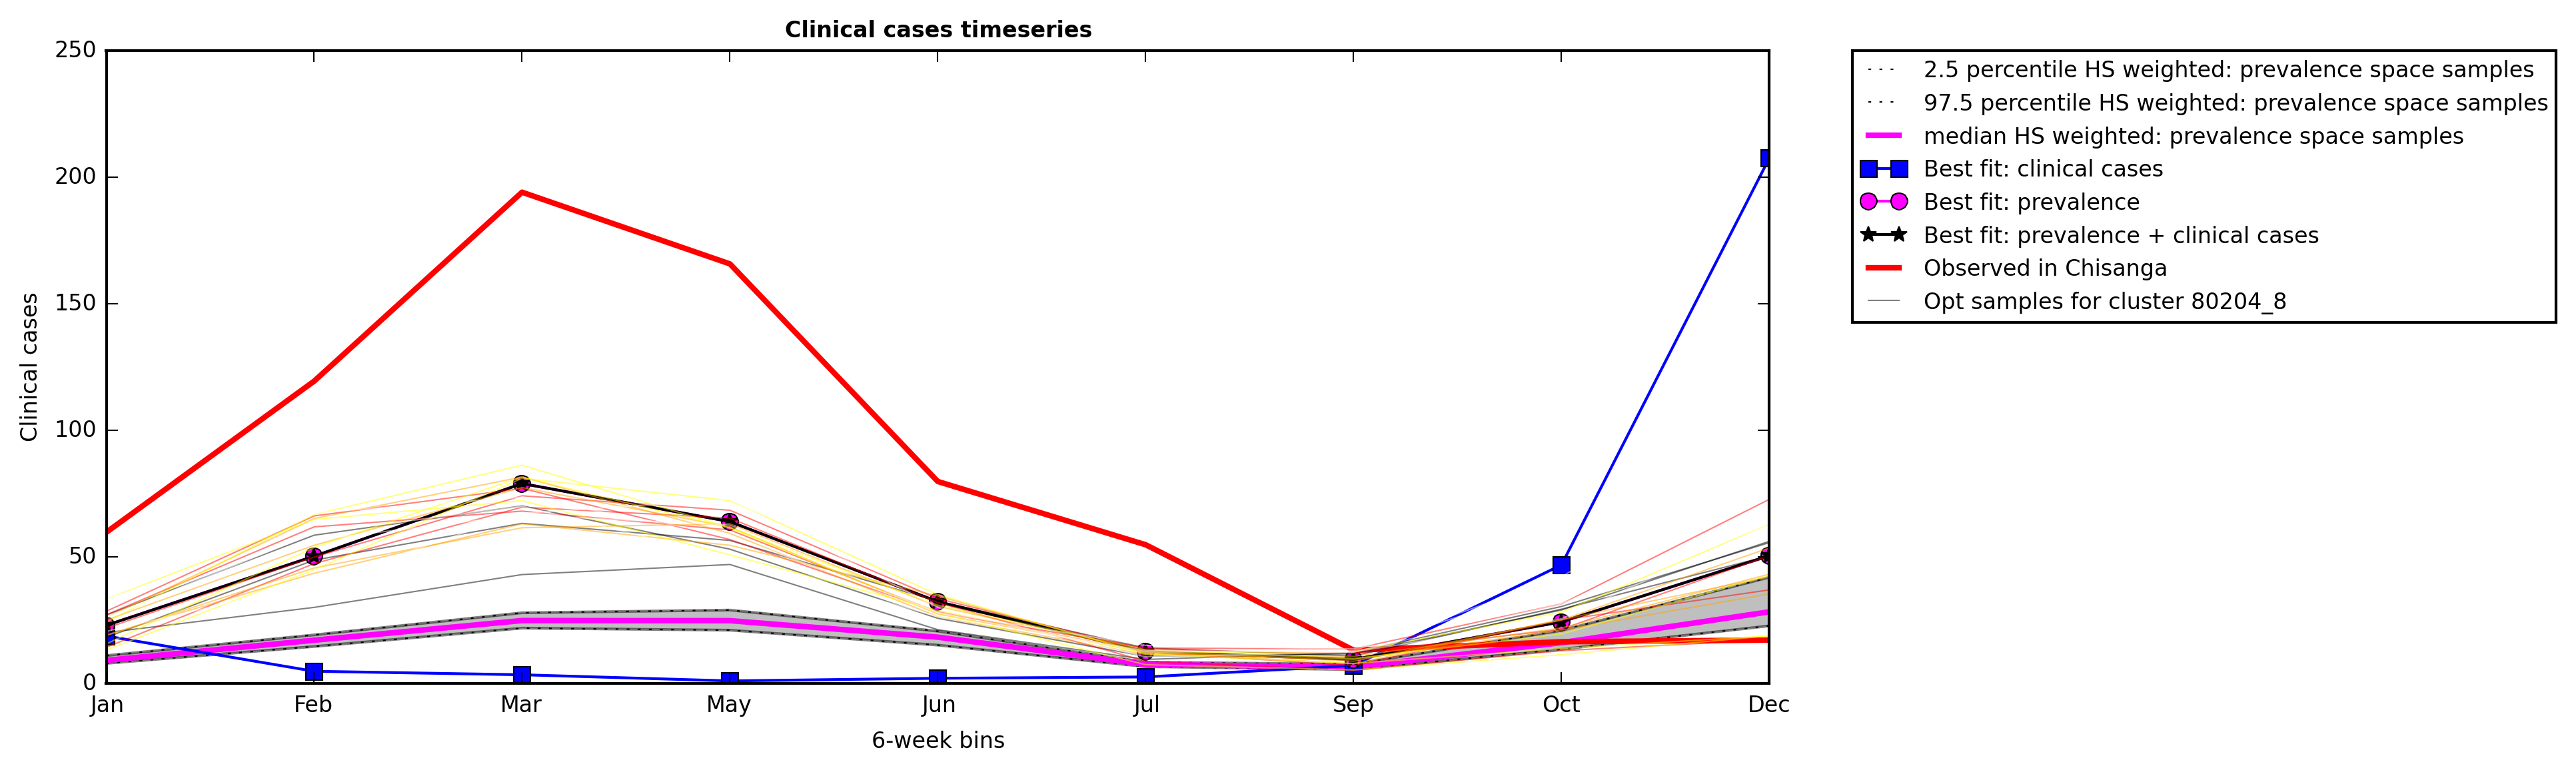 Clinical cases timeseries
250
200
150
100
50
0
Clinical cases
Jan Feb Mar May Jun Jul Sep Oct Dec
6-week bins
2.5 percentile HS weighted: prevalence space samples
97.5 percentile HS weighted: prevalence space samples
median HS weighted: prevalence space samples
Best fit: clinical cases
Best fit: prevalence
Best fit: prevalence + clinical cases
Observed in Chisanga
Opt samples for cluster 80204_8